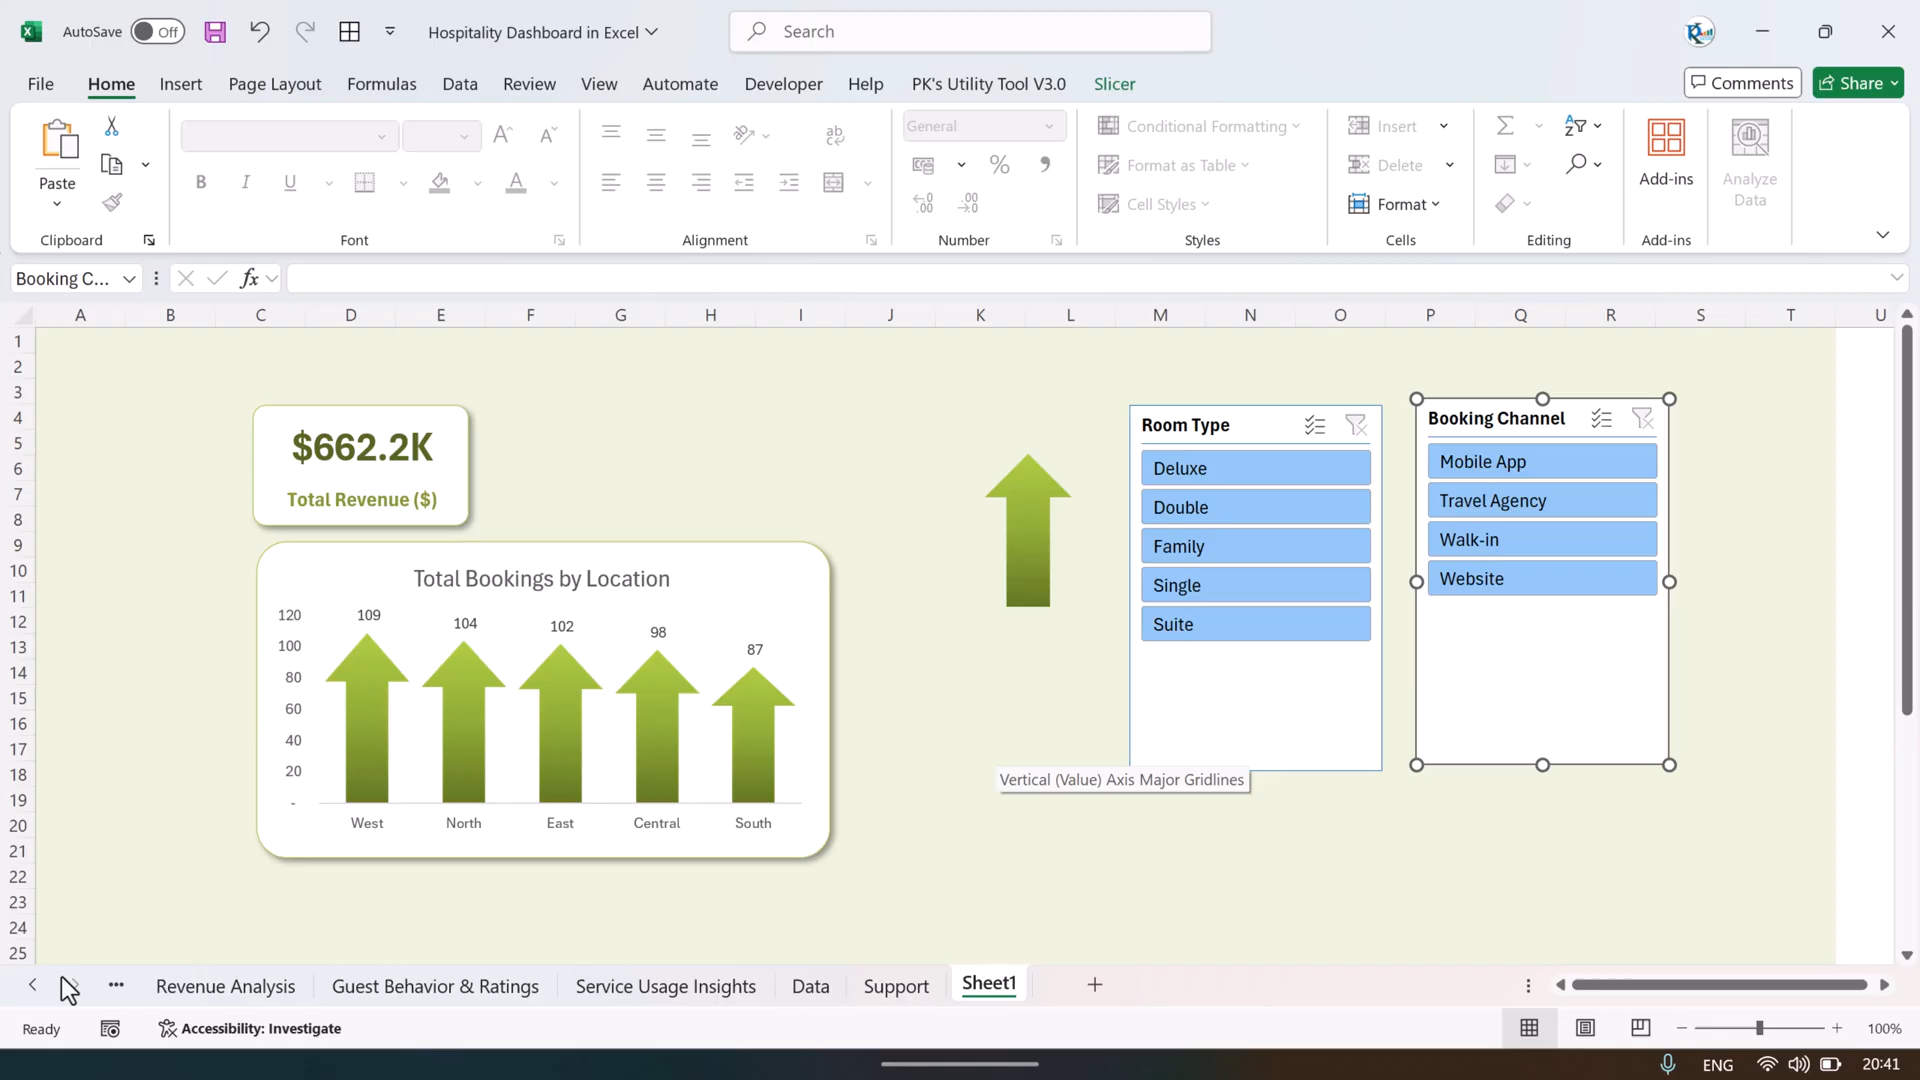 AutoSave Off Hospitality Dashboard in Excel Search
File Home Insert Page Layout Formulas Data Review View Automate Developer Help PK's Utility Tool V3.0 Slicer Comments Share
Paste
General
ab
Conditional Formatting
Format as Table
Cell Styles
Insert
Delete
Format
Add-ins
Analyze
Data
B I U A
Clipboard Font Alignment Number Styles Cells Editing Add-ins
Booking C... fx
A B C D E F G H I J K L M N O P Q R S T U
1
2
3
4
5
6
7
8
9
10
11
12
13
14
15
16
17
18
19
20
21
22
23
24
25
$662.2K
Total Revenue ($)
Total Bookings by Location
120
100
80
60
40
20
-
109 104 102 98 87
West North East Central South
Room Type
Deluxe
Double
Family
Single
Suite
Booking Channel
Mobile App
Travel Agency
Walk-in
Website
Vertical (Value) Axis Major Gridlines
Revenue Analysis Guest Behavior & Ratings Service Usage Insights Data Support Sheet1
Ready Accessibility: Investigate 100%
ENG 20:41